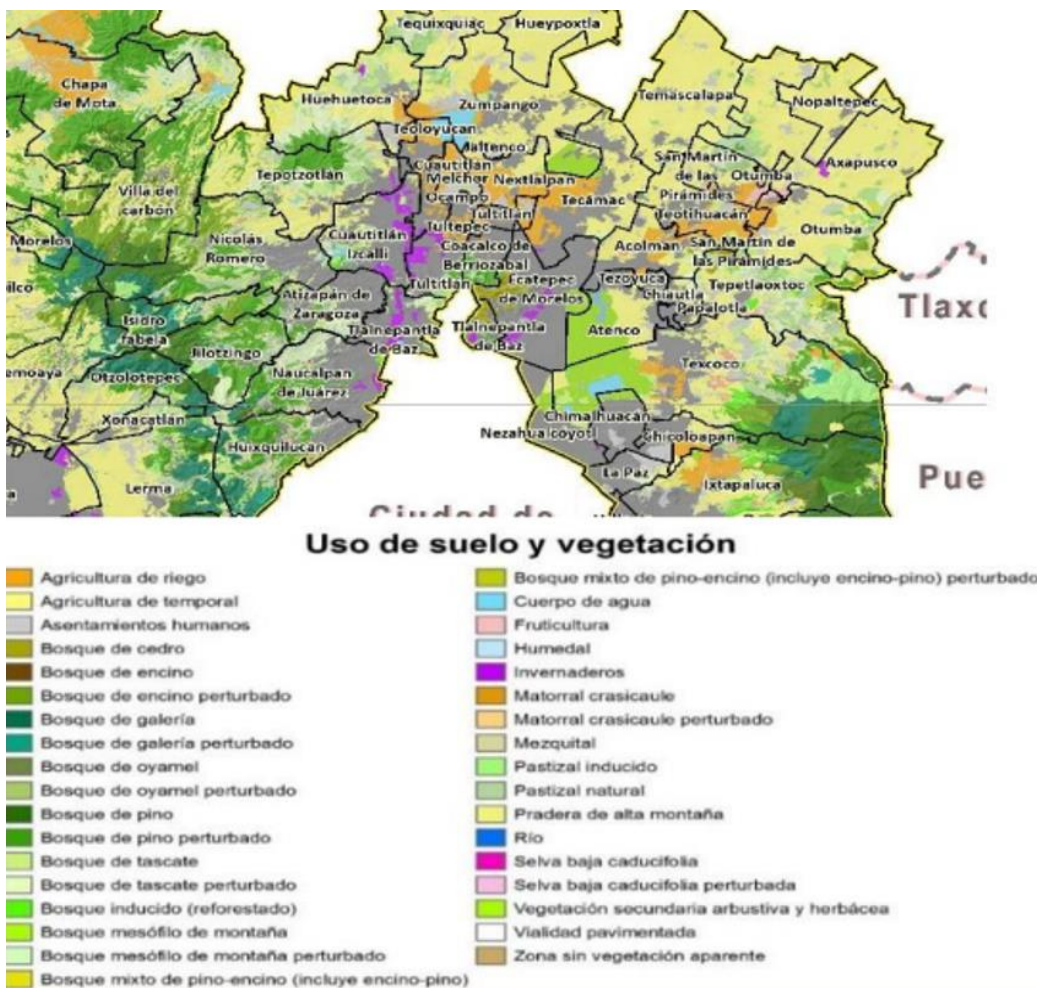 Tequixquiac
Hueypoxtla
Chapa
de Mota
Huehuetoca
Zumpango
Temascalapa
Nopaltepec
Teoloyucan
Jaltenco
Axapusco
Cuautitlán
San Martín
de las
Pirámides
Otumba
Tepotzotlán
Melchor
Ocampo
Nextlalpan
Tecámac
Villa del
carbón
Tultitlán
Teotihuacán
Morelos
Nicolás
Romero
Cuautitlán
Izcalli
Tultepec
Coacalco de
Berriozábal
Acolman
San Martín de
las Pirámides
Otumba
Tultitlán
Ecatepec
de Morelos
Tezoyuca
Chiautla
Papalotla
Tepetlaoxtoc
Atizapán de
Zaragoza
Isidro
fabela
Tlalnepantla
de Baz
Tlalnepantla
de Baz
Atenco
Tlaxc
Jilotzingo
Texcoco
emoaya
Otzolotepec
Naucalpan
de Juárez
Xonacatlán
Chimalhuacán
Nezahualcoyotl
Chicoloapan
Huixquilucan
La Paz
Pue
Lerma
Ixtapaluca
Ciudad de
Uso de suelo y vegetación
Agricultura de riego
Agricultura de temporal
Asentamientos humanos
Bosque de cedro
Bosque de encino
Bosque de encino perturbado
Bosque de galería
Bosque de galería perturbado
Bosque de oyamel
Bosque de oyamel perturbado
Bosque de pino
Bosque de pino perturbado
Bosque de tascate
Bosque de tascate perturbado
Bosque inducido (reforestado)
Bosque mesófilo de montaña
Bosque mesófilo de montaña perturbado
Bosque mixto de pino-encino (incluye encino-pino)
Bosque mixto de pino-encino (incluye encino-pino) perturbado
Cuerpo de agua
Fruticultura
Humedal
Invernaderos
Matorral crasicaule
Matorral crasicaule perturbado
Mezquital
Pastizal inducido
Pastizal natural
Pradera de alta montaña
Río
Selva baja caducifolia
Selva baja caducifolia perturbada
Vegetación secundaria arbustiva y herbácea
Vialidad pavimentada
Zona sin vegetación aparente